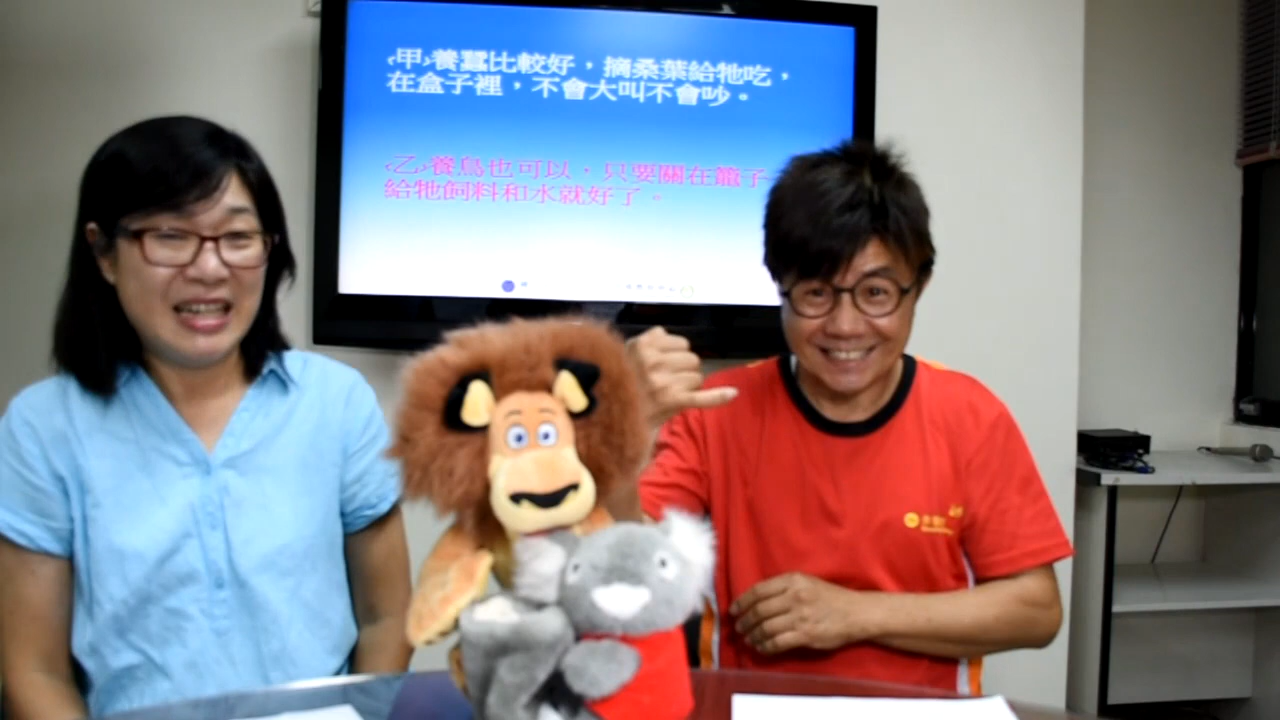 ‹甲›養蠶比較好，摘桑葉給牠吃，
在盒子裡，不會大叫不會吵。
‹乙›養鳥也可以，只要關在籠子
給牠飼料和水就好了。